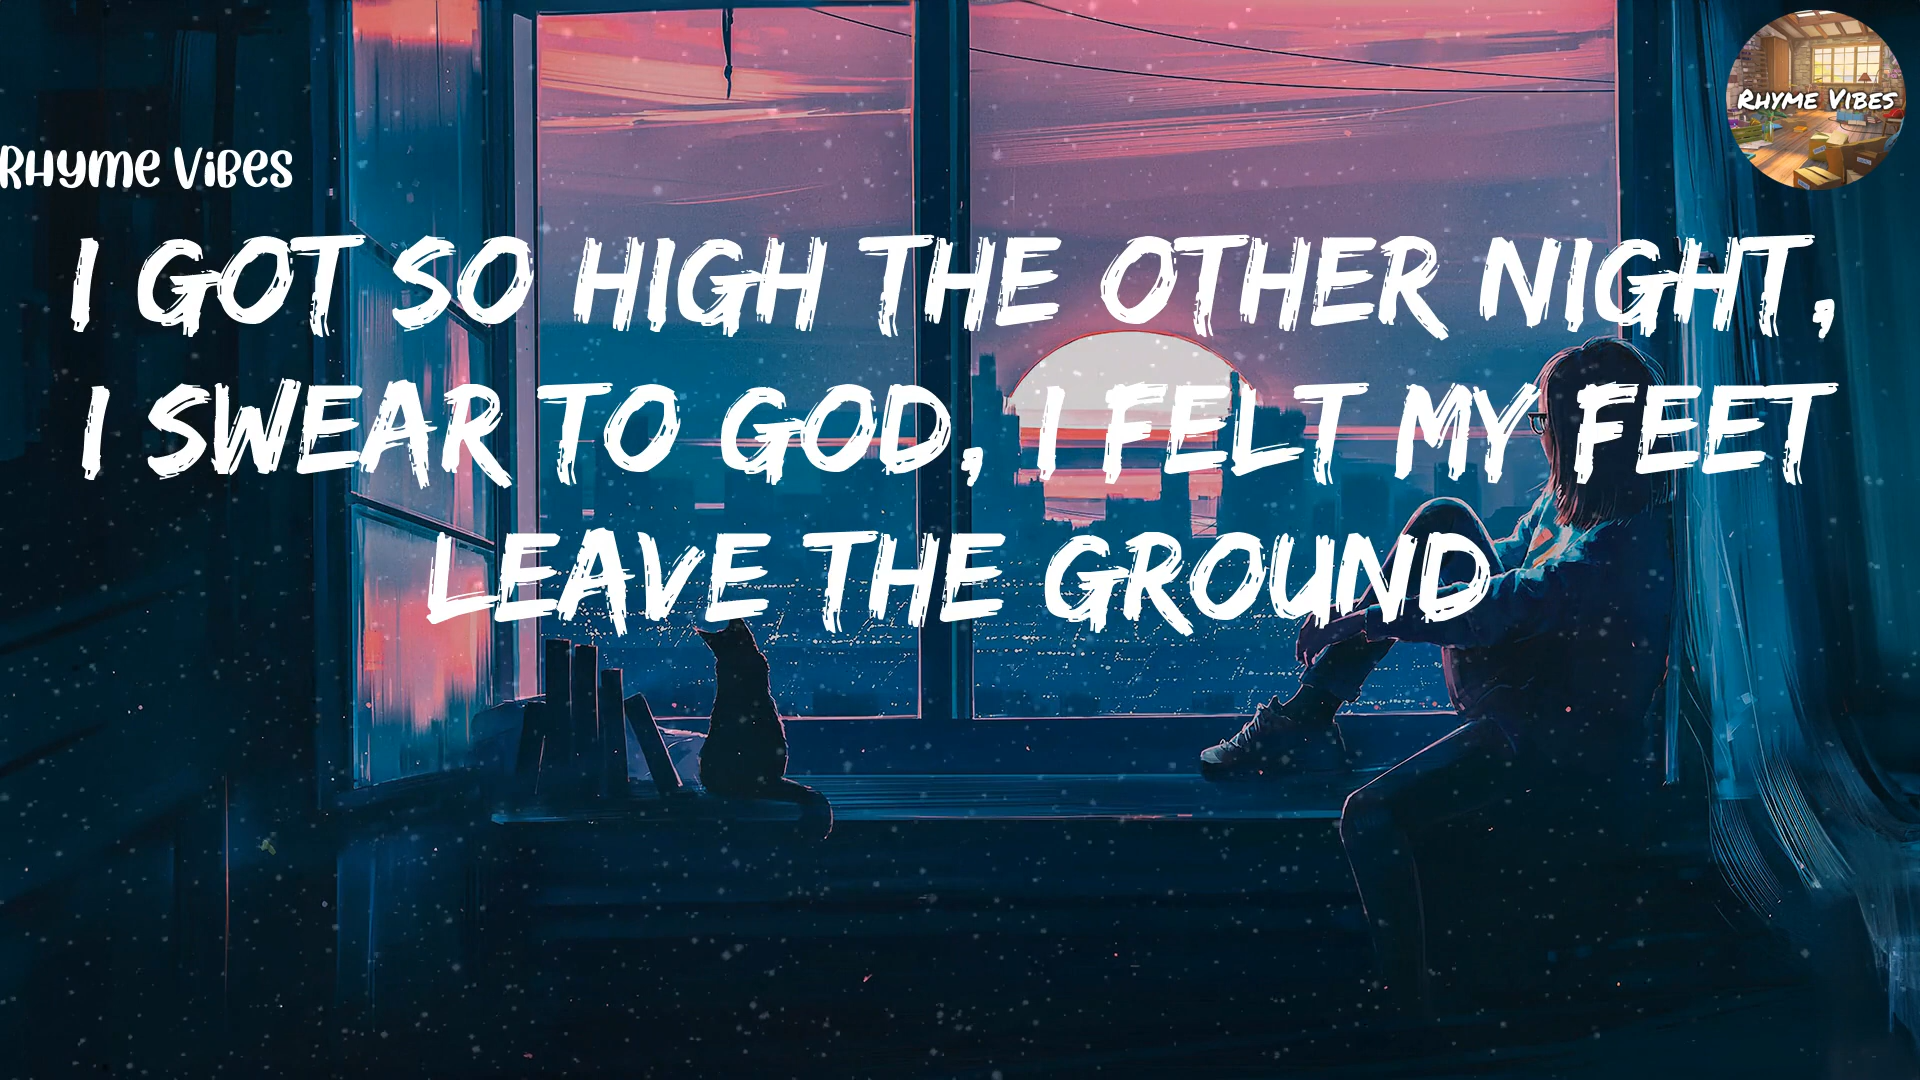 Rhyme Vibes
Rhyme Vibes
I GOT SO HIGH THE OTHER NIGHT,
I SWEAR TO GOD, I FELT MY FEET
LEAVE THE GROUND